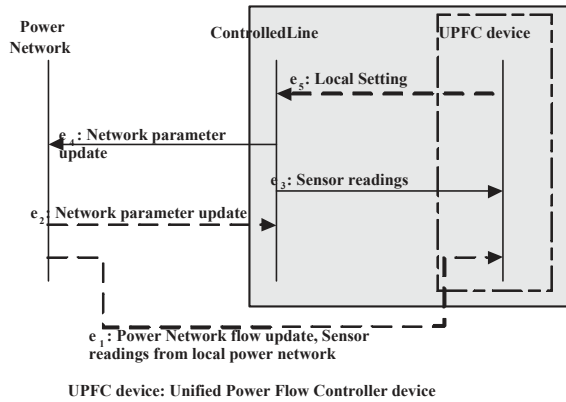 Power
Network
ControlledLine
UPFC device
e5: Local Setting
e4: Network parameter
update
e3: Sensor readings
e2: Network parameter update
e1: Power Network flow update, Sensor
readings from local power network
UPFC device: Unified Power Flow Controller device